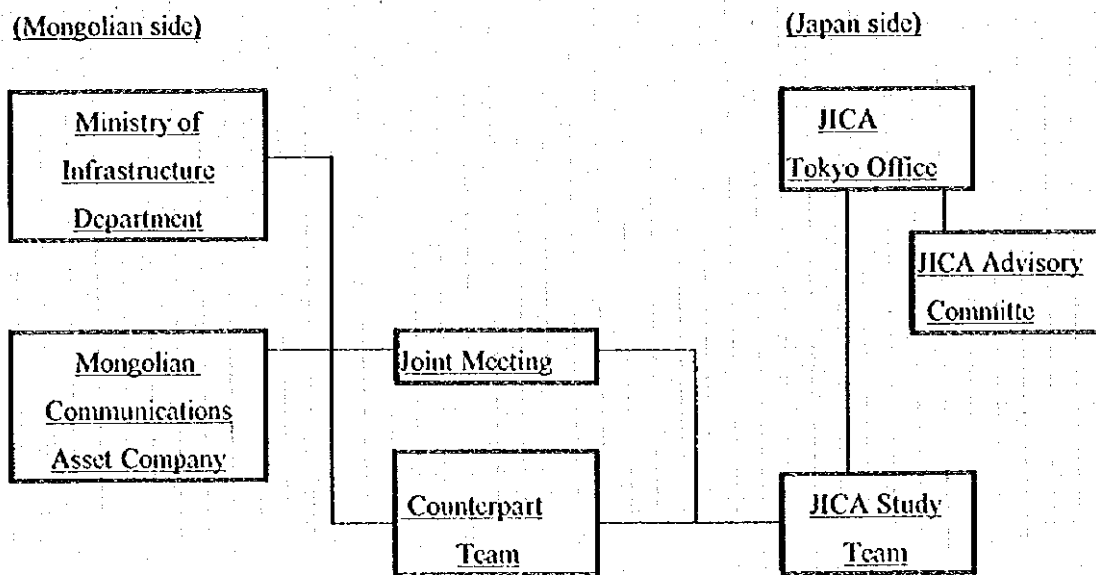 (Mongolian side)
(Japan side)
Ministry of
Infrastructure
Department
JICA
Tokyo Office
JICA Advisory
Committe
Mongolian
Communications
Asset Company
Joint Meeting
Counterpart
Team
JICA Study
Team